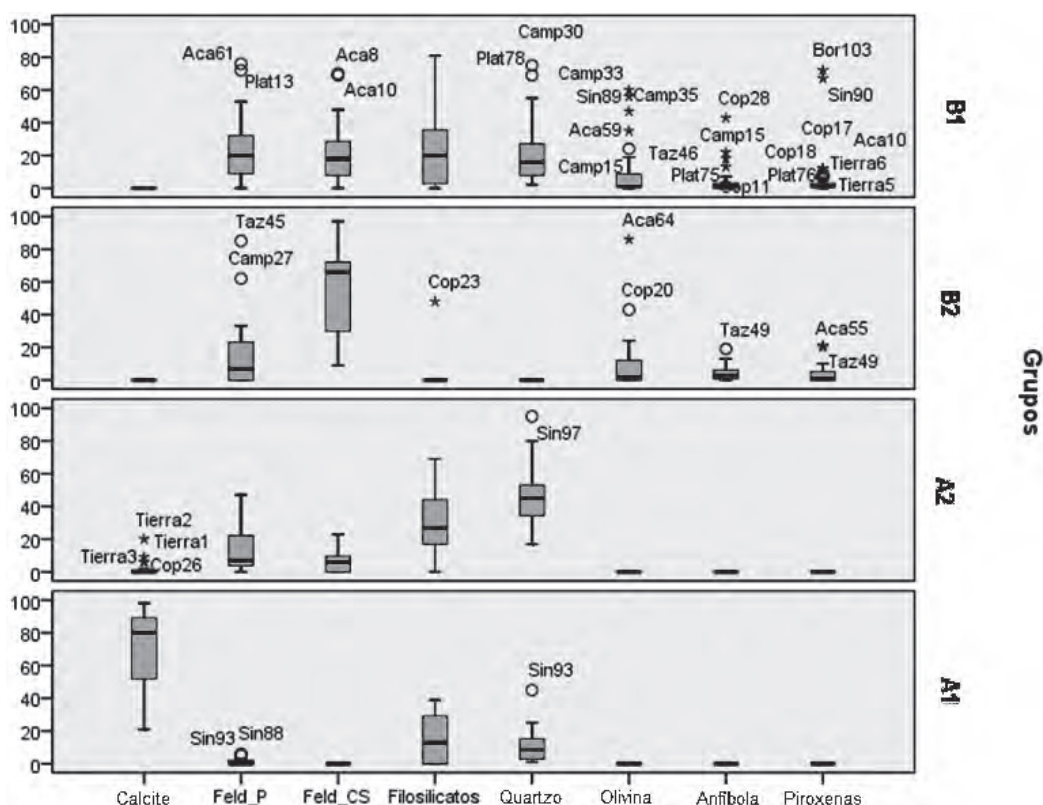 100
80
60
40
20
0
Camp30
Aca61
Aca8
Plat78
Bor103
Plat13
Aca10
Camp33
Sin89
Camp35
Cop28
Sin90
Aca59
Camp15
Cop17
Aca10
Camp15
Taz46
Cop18
Tierra6
Plat75
Cop11
Plat76
Tierra5
B1
100
80
60
40
20
0
Taz45
Camp27
Cop23
Aca64
Cop20
Taz49
Aca55
Taz49
B2
100
80
60
40
20
0
Sin97
Tierra2
Tierra1
Tierra3
Cop26
A2
100
80
60
40
20
0
Sin93
Sin93
Sin88
A1
Grupos
Calcite Feld_P Feld_CS Filosilicatos Quartzo Olivina Anfíbola Piroxenas